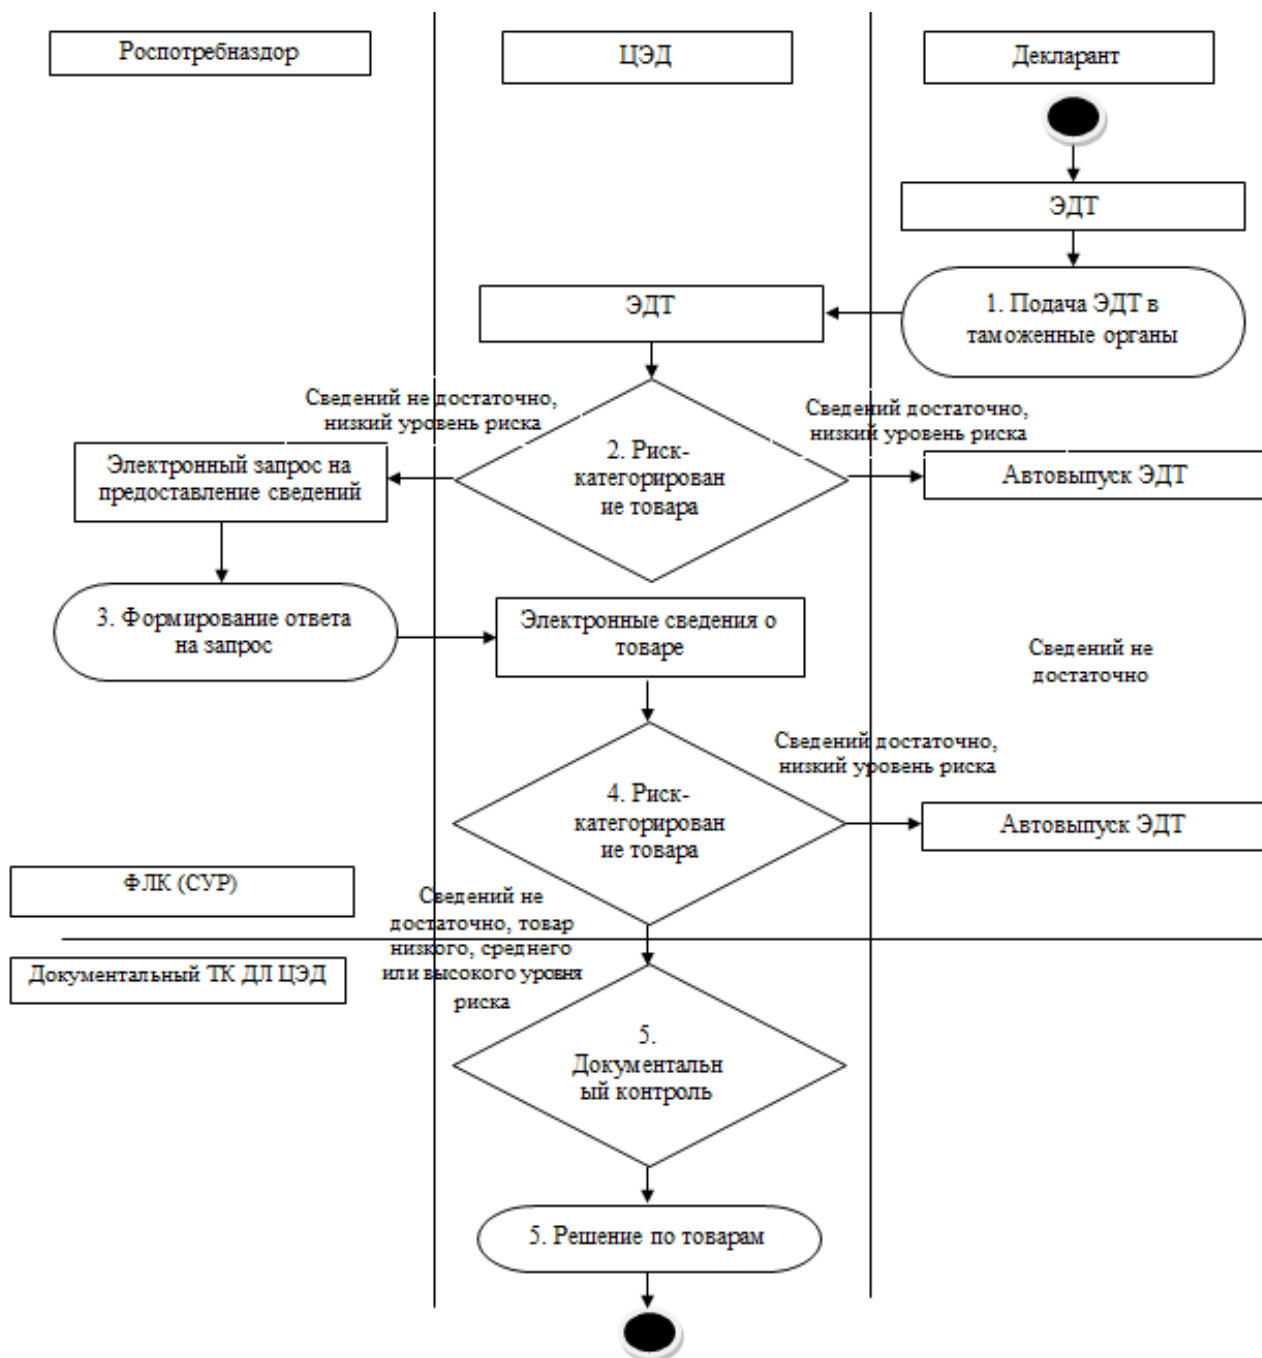 Роспотребназдор
ЦЭД
Декларант
ЭДТ
1. Подача ЭДТ в
таможенные органы
ЭДТ
Сведений не достаточно,
низкий уровень риска
Сведений достаточно,
низкий уровень риска
2. Риск-
категорирован
ие товара
Электронный запрос на
предоставление сведений
Автовыпуск ЭДТ
3. Формирование ответа
на запрос
Электронные сведения о
товаре
Сведений не
достаточно
Сведений достаточно,
низкий уровень риска
4. Риск-
категорирован
ие товара
Автовыпуск ЭДТ
ФЛК (СУР)
Сведений не
достаточно, товар
низкого, среднего
или высокого уровня
риска
Документальный ТК ДЛ ЦЭД
5.
Документальн
ый контроль
5. Решение по товарам